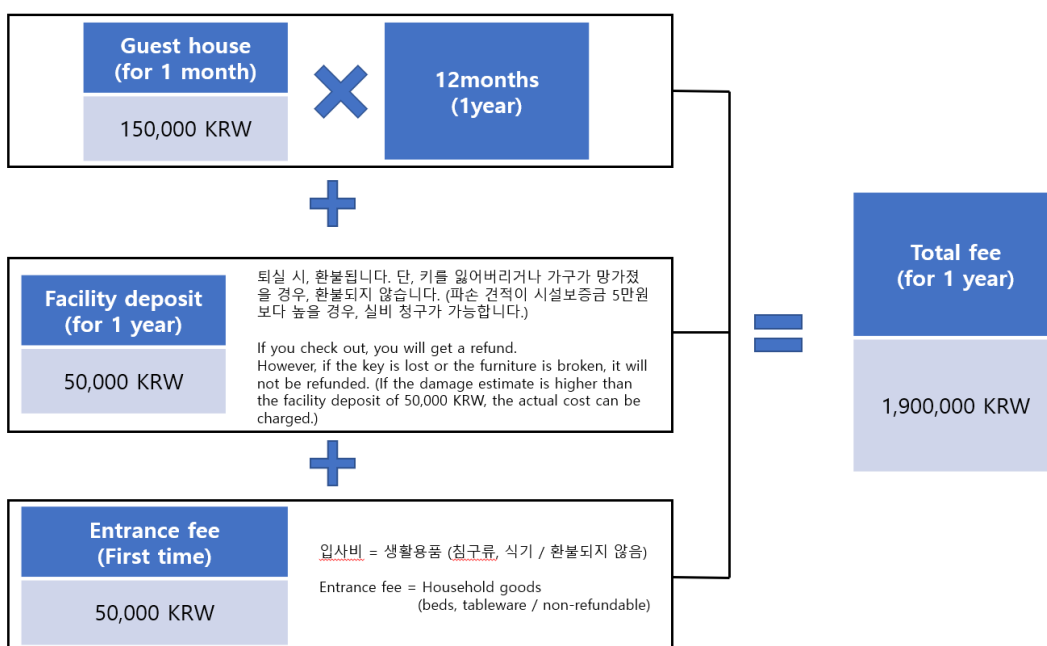 Guest house
(for 1 month)
150,000 KRW
12months
(1year)
Facility deposit
(for 1 year)
50,000 KRW
퇴실 시, 환불됩니다. 단, 키를 잃어버리거나 가구가 망가졌
을 경우, 환불되지 않습니다. (파손 견적이 시설보증금 5만원
보다 높을 경우, 실비 청구가 가능합니다.)
If you check out, you will get a refund.
However, if the key is lost or the furniture is broken, it will
not be refunded. (If the damage estimate is higher than
the facility deposit of 50,000 KRW, the actual cost can be
charged.)
Entrance fee
(First time)
50,000 KRW
입사비 = 생활용품 (침구류, 식기 / 환불되지 않음)
Entrance fee = Household goods
(beds, tableware / non-refundable)
Total fee
(for 1 year)
1,900,000 KRW